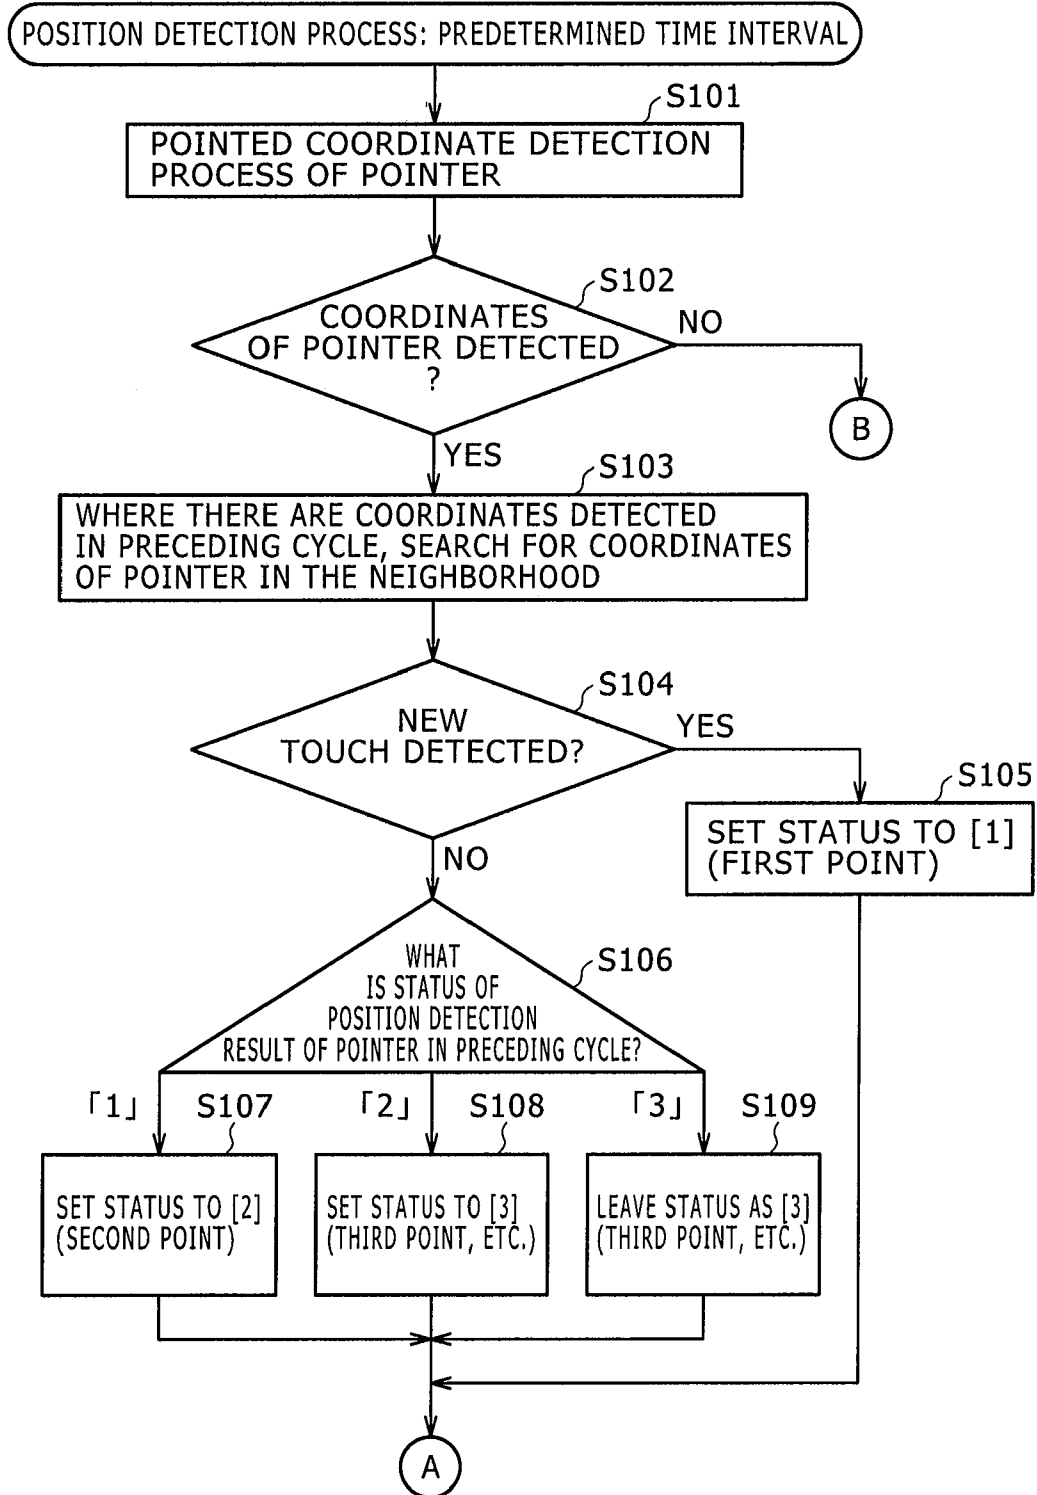 POSITION DETECTION PROCESS: PREDETERMINED TIME INTERVAL
S101
POINTED COORDINATE DETECTION
PROCESS OF POINTER
S102
COORDINATES
OF POINTER DETECTED
?
NO
B
YES
S103
WHERE THERE ARE COORDINATES DETECTED
IN PRECEDING CYCLE, SEARCH FOR COORDINATES
OF POINTER IN THE NEIGHBORHOOD
S104
NEW
TOUCH DETECTED?
YES
S105
SET STATUS TO [1]
(FIRST POINT)
NO
S106
WHAT
IS STATUS OF
POSITION DETECTION
RESULT OF POINTER IN PRECEDING CYCLE?
「1」
S107
「2」
S108
「3」
S109
SET STATUS TO [2]
(SECOND POINT)
SET STATUS TO [3]
(THIRD POINT, ETC.)
LEAVE STATUS AS [3]
(THIRD POINT, ETC.)
A